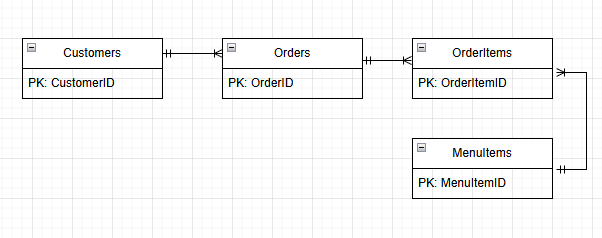 Customers
PK: CustomerID
Orders
PK: OrderID
OrderItems
PK: OrderItemID
MenuItems
PK: MenuItemID